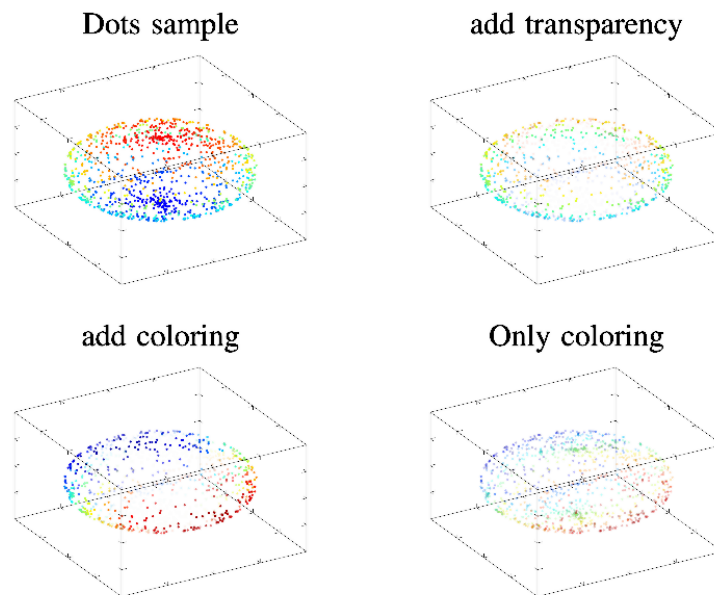 Dots sample
add transparency
add coloring
Only coloring